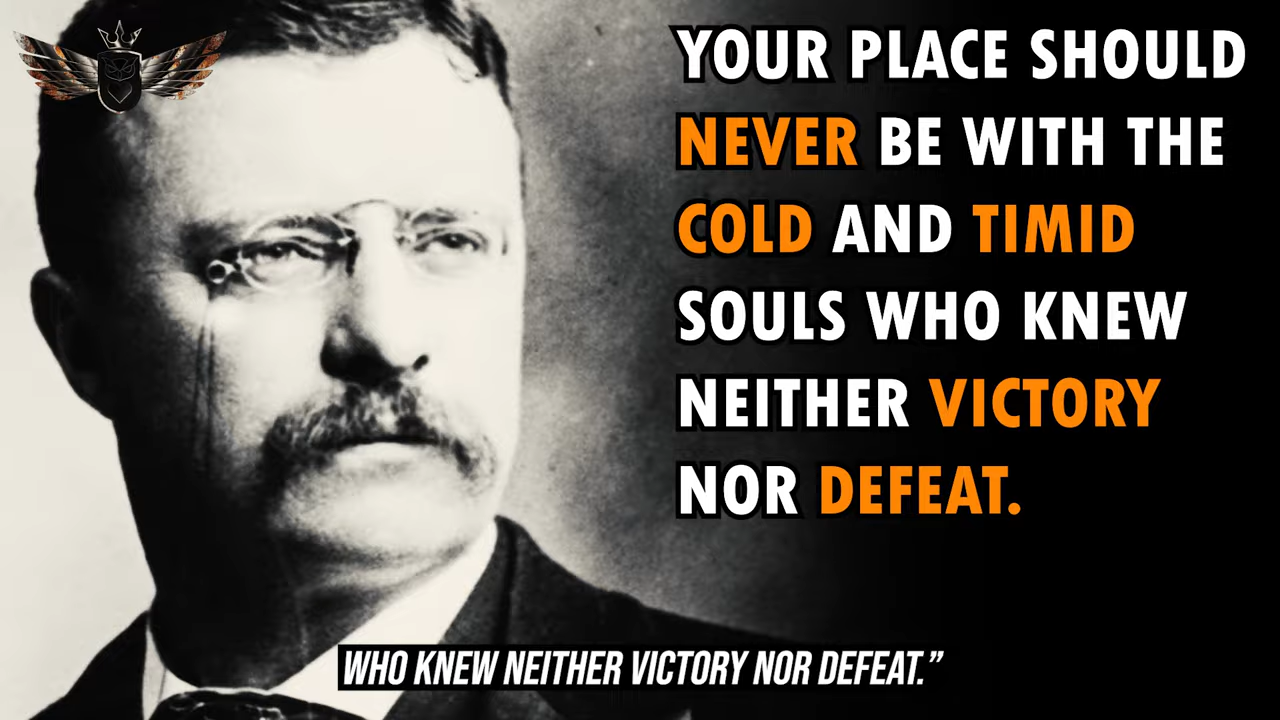 YOUR PLACE SHOULD
NEVER BE WITH THE
COLD AND TIMID
SOULS WHO KNEW
NEITHER VICTORY
NOR DEFEAT.
WHO KNEW NEITHER VICTORY NOR DEFEAT.”